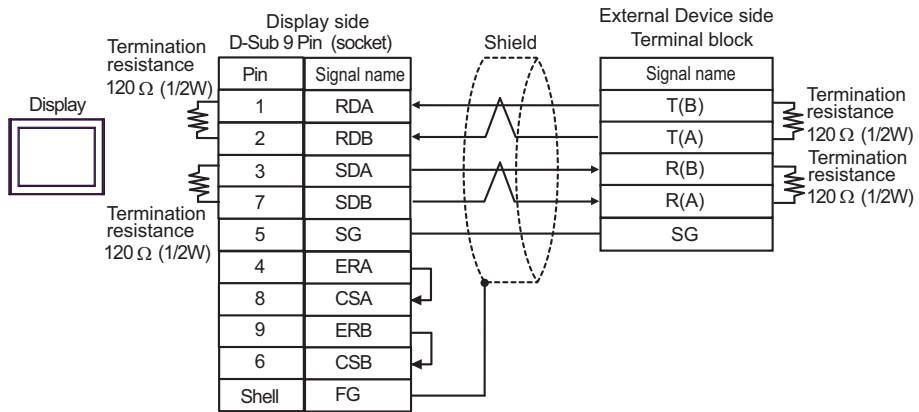 Display side
D-Sub 9 Pin (socket)
Shield
External Device side
Terminal block
Termination
resistance
120 Ω (1/2W)
Display
Termination
resistance
120 Ω (1/2W)
Pin Signal name
1 RDA
2 RDB
3 SDA
7 SDB
5 SG
4 ERA
8 CSA
9 ERB
6 CSB
Shell FG
Signal name
T(B)
T(A)
R(B)
R(A)
SG
Termination
resistance
120 Ω (1/2W)
Termination
resistance
120 Ω (1/2W)